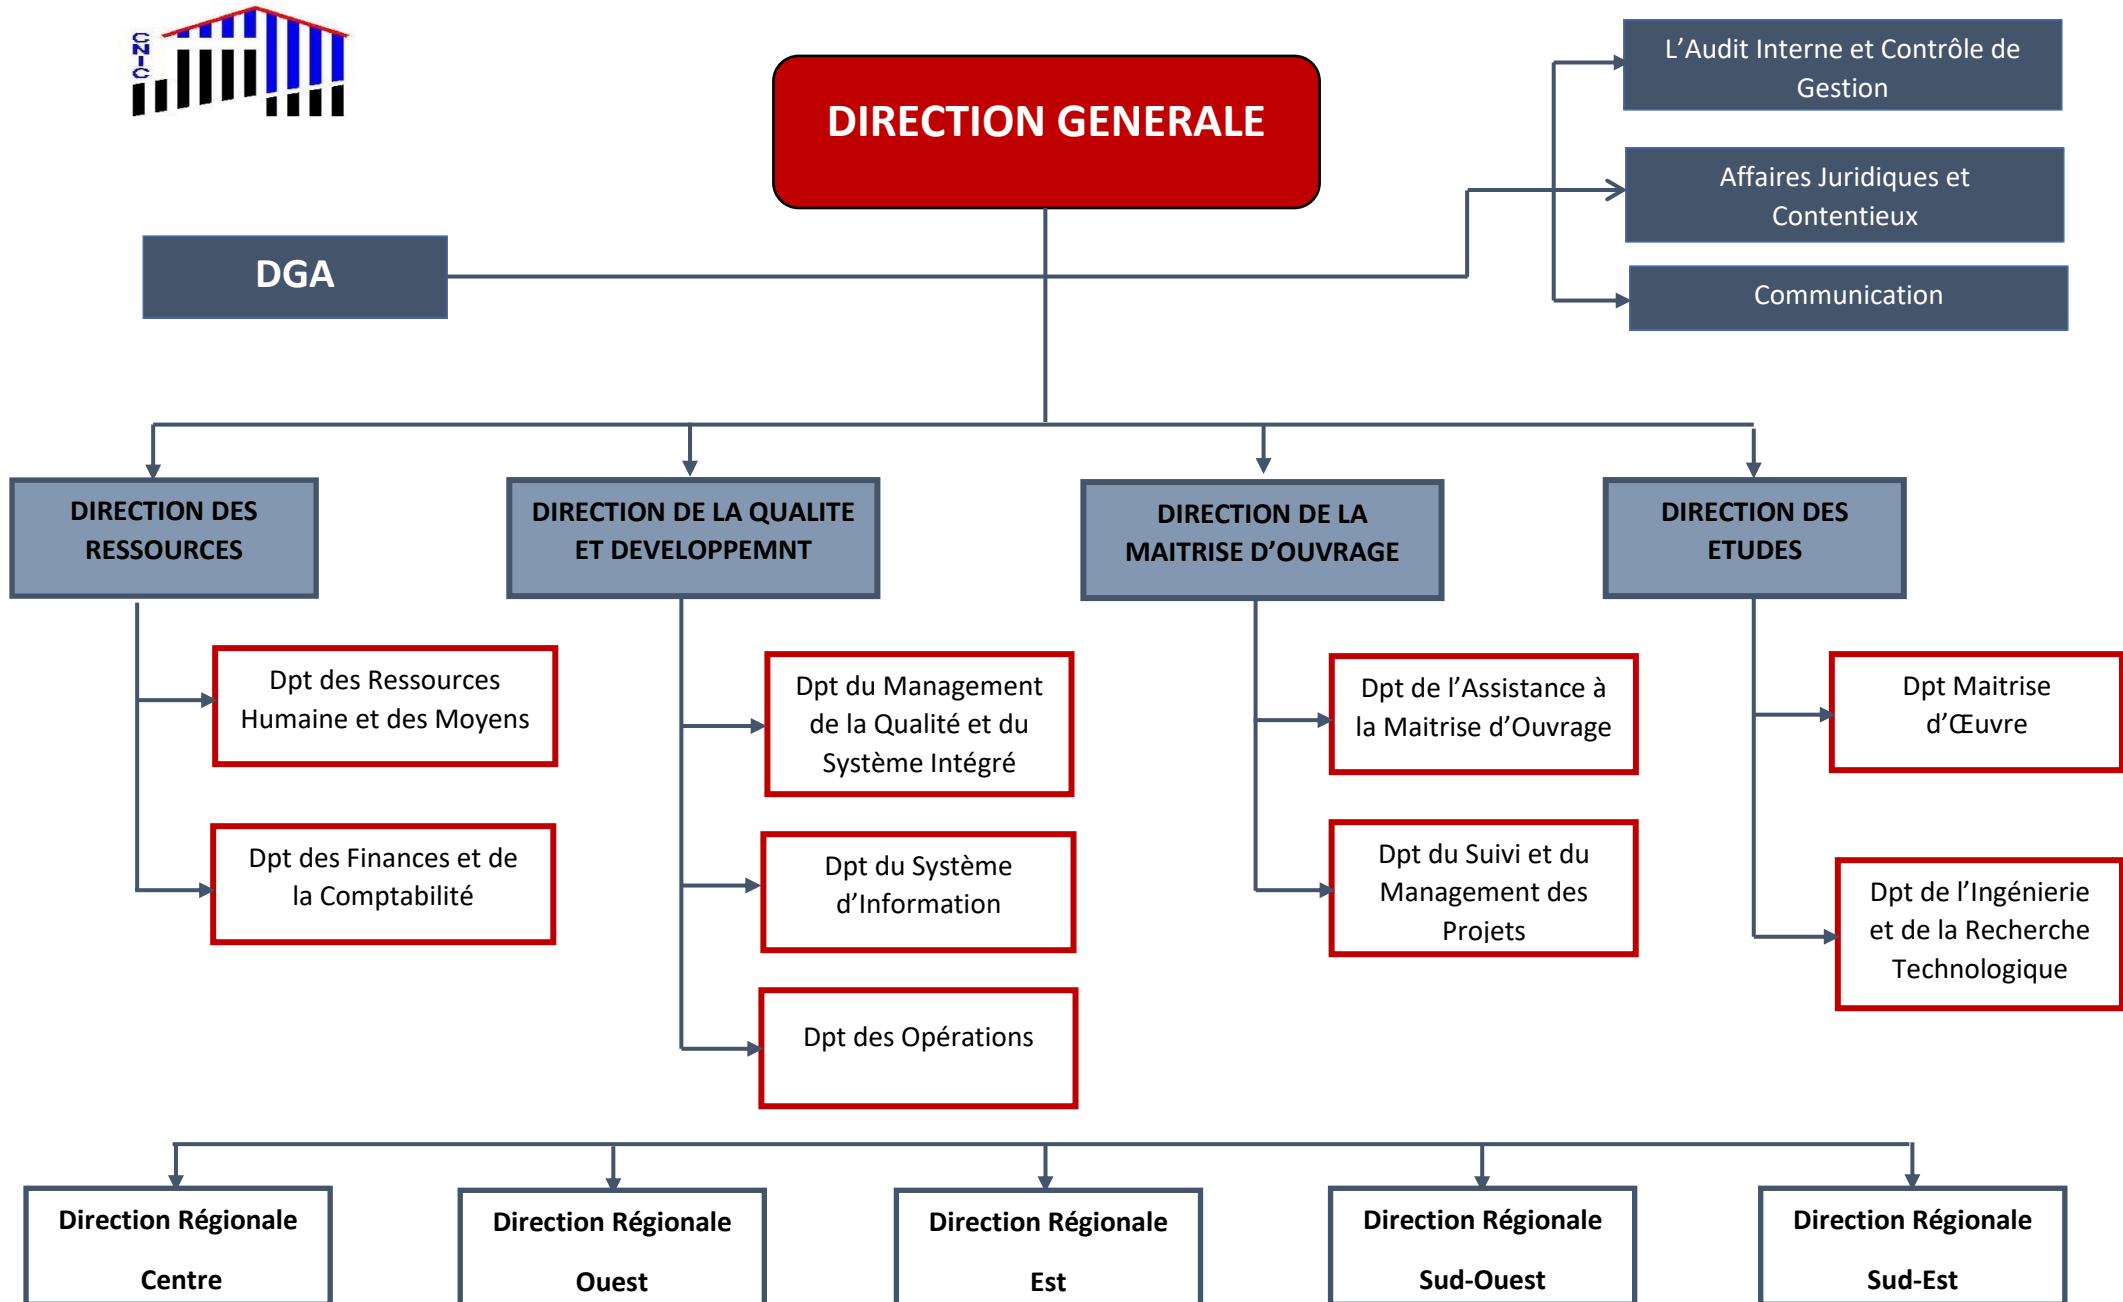 CNIC
DIRECTION GENERALE
L’Audit Interne et Contrôle de
Gestion
Affaires Juridiques et
Contentieux
Communication
DGA
DIRECTION DES
RESSOURCES
DIRECTION DE LA QUALITE
ET DEVELOPPEMNT
DIRECTION DE LA
MAITRISE D’OUVRAGE
DIRECTION DES
ETUDES
Dpt des Ressources
Humaine et des Moyens
Dpt des Finances et de
la Comptabilité
Dpt du Management
de la Qualité et du
Système Intégré
Dpt du Système
d’Information
Dpt des Opérations
Dpt de l’Assistance à
la Maitrise d’Ouvrage
Dpt du Suivi et du
Management des
Projets
Dpt Maitrise
d’Œuvre
Dpt de l’Ingénierie
et de la Recherche
Technologique
Direction Régionale
Centre
Direction Régionale
Ouest
Direction Régionale
Est
Direction Régionale
Sud-Ouest
Direction Régionale
Sud-Est